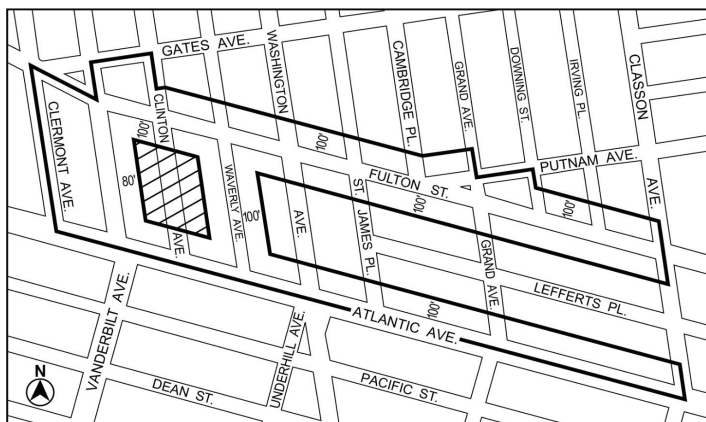 GATES AVE.
WASHINGTON
CAMBRIDGE PL.
GRAND AVE.
DOWNING ST.
IRVING PL.
CLASSON
CLERMONT AVE.
100'
CLINTON
100'
PUTNAM AVE.
80'
WAVERLY AVE.
FULTON ST.
100'
100'
AVE.
100'
AVE.
AVE.
ST.
JAMES PL.
GRAND AVE.
LEFFERTS PL.
100'
ATLANTIC AVE.
VANDERBILT AVE.
UNDERHILL AVE.
N
DEAN ST.
PACIFIC ST.